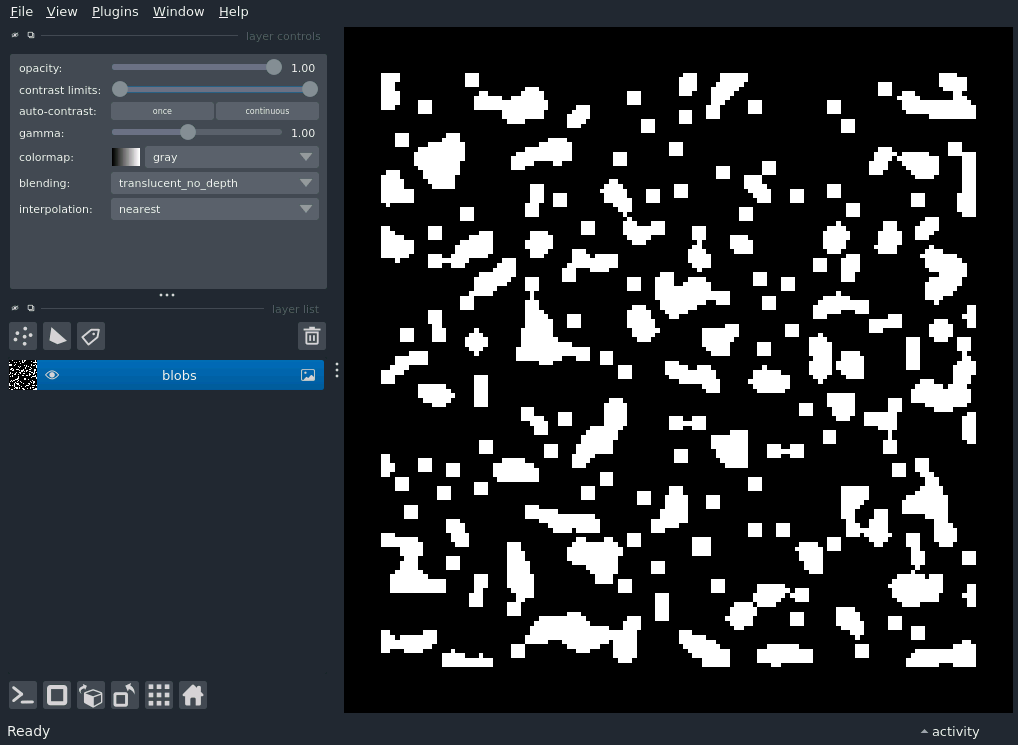 File View Plugins Window Help
layer controls
opacity: 1.00
contrast limits:
auto-contrast: once continuous
gamma: 1.00
colormap: gray
blending: translucent_no_depth
interpolation: nearest
layer list
blobs
Ready activity